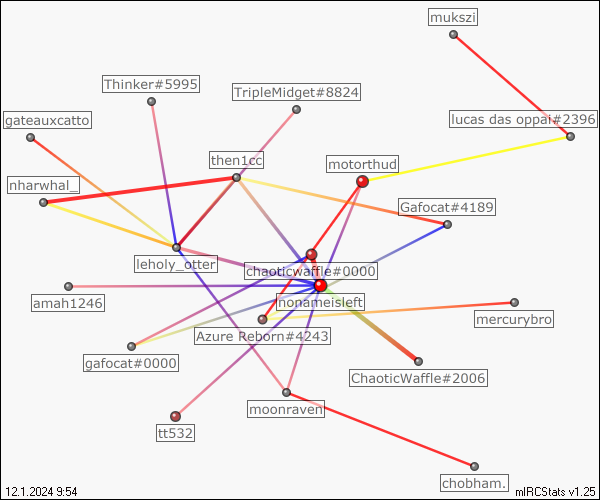 mukszi
Thinker#5995
TripleMidget#8824
gateauxcatto
lucas das oppai#2396
then1cc
motorthud
nharwhal_
Gafocat#4189
leholy_otter
chaoticwaffle#0000
amah1246
nonameisleft
mercurybro
Azure Reborn#4243
gafocat#0000
ChaoticWaffle#2006
moonraven
tt532
chobham.
12.1.2024 9:54
mIRCStats v1.25